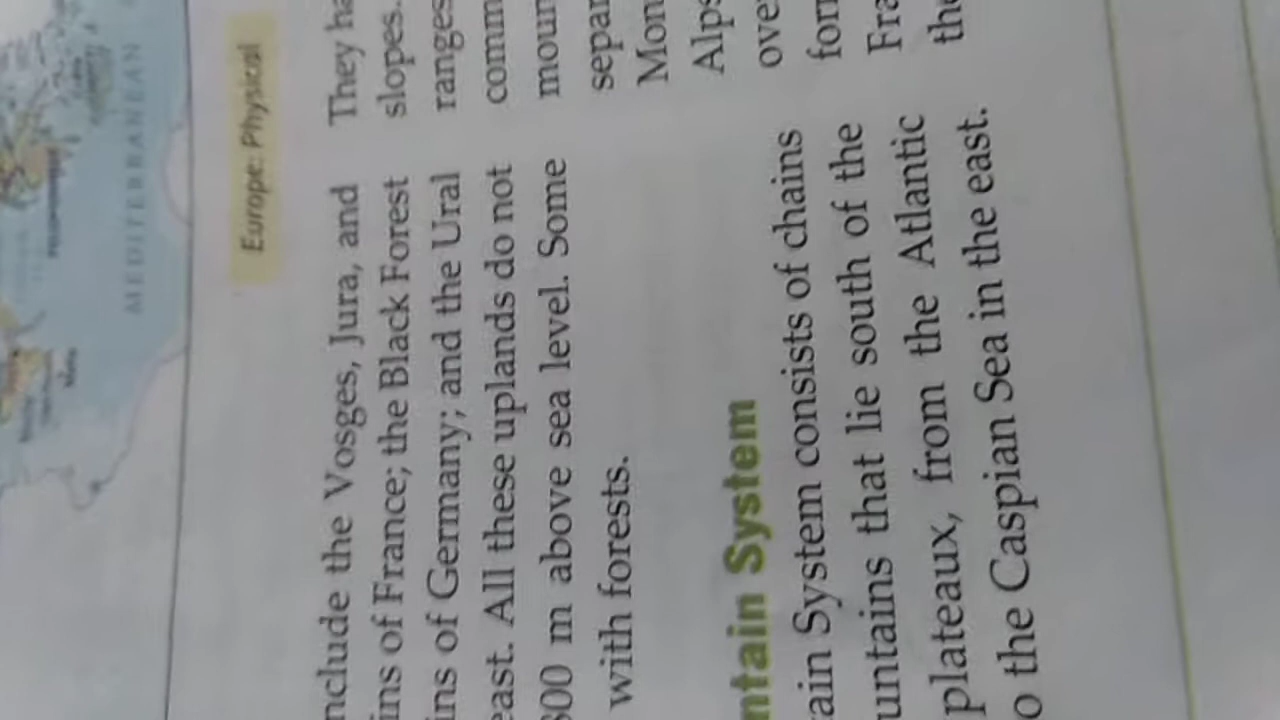 MEDITERRANEAN
Europe: Physical
nclude the Vosges, Jura, and
ins of France; the Black Forest
ins of Germany; and the Ural
east. All these uplands do not
800 m above sea level. Some
with forests.
ntain System
ain System consists of chains
untains that lie south of the
plateaux, from the Atlantic
o the Caspian Sea in the east.
They ha
slopes.
ranges
comm
moun
separ
Mon
Alps
over
for
Fra
the